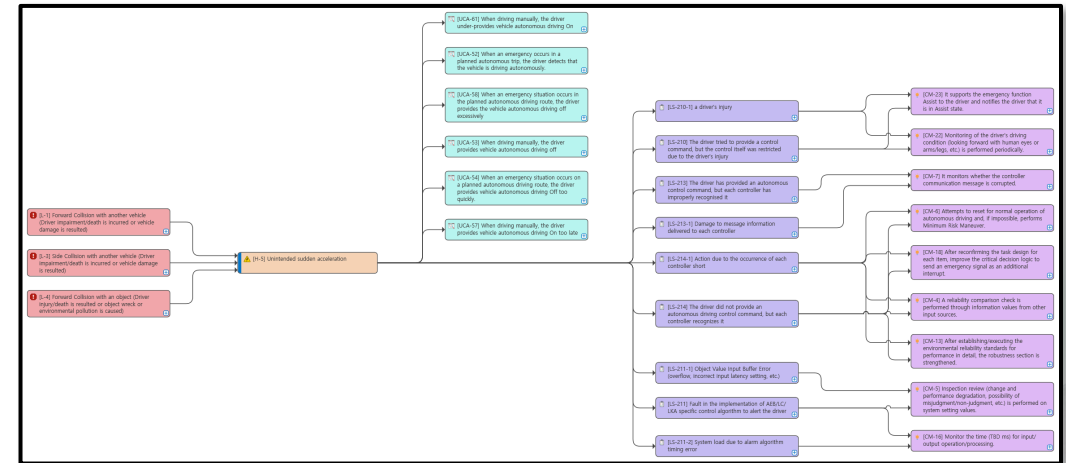 [L-1] Forward Collision with another vehicle
(Driver impairment/death is incurred or vehicle
damage is resulted)
[L-3] Side Collision with another vehicle (Driver
impairment/death is incurred or vehicle damage
is resulted)
[L-4] Forward Collision with an object (Driver
injury/death is resulted or object wreck or
environmental pollution is caused)
[H-5] Unintended sudden acceleration
[UCA-61] When driving manually, the driver
under-provides vehicle autonomous driving On
[UCA-52] When an emergency occurs in a
planned autonomous trip, the driver detects that
the vehicle is driving autonomously.
[UCA-58] When an emergency situation occurs in
the planned autonomous driving route, the driver
provides the vehicle autonomous driving off
excessively
[UCA-53] When driving manually, the driver
provides vehicle autonomous driving off
[UCA-54] When an emergency situation occurs on
a planned autonomous driving route, the driver
provides vehicle autonomous driving Off too
quickly.
[UCA-57] When driving manually, the driver
provides vehicle autonomous driving On too late
[LS-210-1] a driver's injury
[LS-210] The driver tried to provide a control
command, but the control itself was restricted
due to the driver's injury
[LS-213] The driver has provided an autonomous
control command, but each controller has
improperly recognised it
[LS-213-1] Damage to message information
delivered to each controller
[LS-214-1] Action due to the occurrence of each
controller short
[LS-214] The driver did not provide an
autonomous driving control command, but each
controller recognizes it
[LS-211-1] Object Value Input Buffer Error
(overflow, incorrect input latency setting, etc.)
[LS-211] Fault in the implementation of AEB/LC/
LKA specific control algorithm to alert the driver
[LS-211-2] System load due to alarm algorithm
timing error
[CM-23] It supports the emergency function
Assist to the driver and notifies the driver that it
is in Assist state.
[CM-22] Monitoring of the driver's driving
condition (looking forward with human eyes or
arms/legs, etc.) is performed periodically.
[CM-7] It monitors whether the controller
communication message is corrupted.
[CM-6] Attempts to reset for normal operation of
autonomous driving and, if impossible, performs
Minimum Risk Maneuver.
[CM-18] After reconfirming the task design for
each item, improve the critical decision logic to
send an emergency signal as an additional
interrupt.
[CM-4] A reliability comparison check is
performed through information values from other
input sources.
[CM-13] After establishing/executing the
environmental reliability standards for
performance in detail, the robustness section is
strengthened.
[CM-5] Inspection review (change and
performance degradation, possibility of
misjudgment/non-judgment, etc.) is performed on
system setting values.
[CM-16] Monitor the time (TBD ms) for input/
output operation/processing.